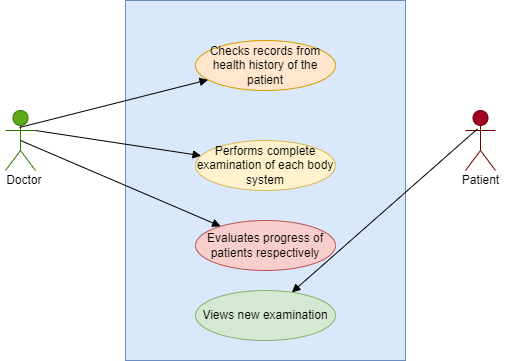 Checks records from
health history of the
patient
Performs complete
examination of each body
system
Doctor
Patient
Evaluates progress of
patients respectively
Views new examination